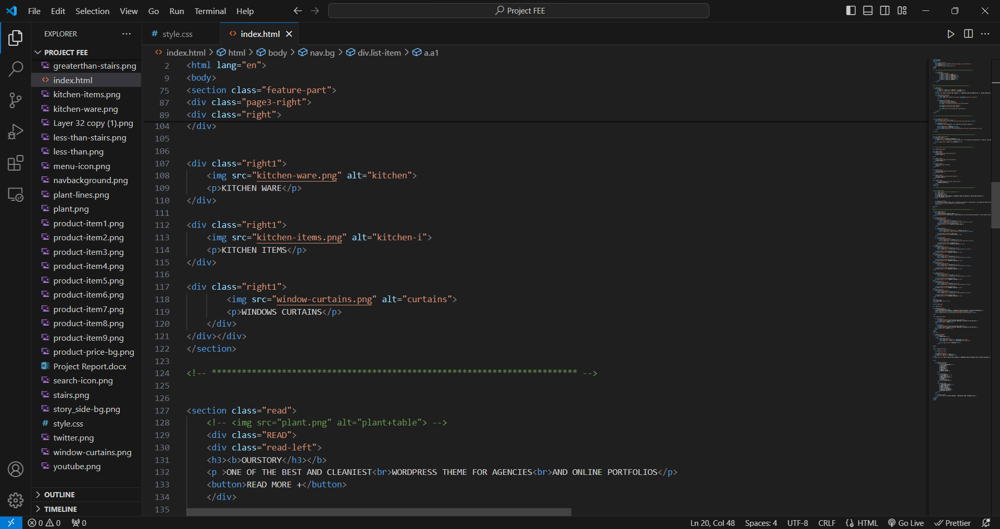 File Edit Selection View Go Run Terminal Help
Project FEE
EXPLORER
PROJECT FEE
greaterthan-stairs.png
index.html
kitchen-items.png
kitchen-ware.png
Layer 32 copy (1).png
less-than-stairs.png
less-than.png
menu-icon.png
navbackground.png
plant-lines.png
plant.png
product-item1.png
product-item2.png
product-item3.png
product-item4.png
product-item5.png
product-item6.png
product-item7.png
product-item8.png
product-item9.png
product-price-bg.png
Project Report.docx
search-icon.png
stairs.png
story_side-bg.png
style.css
twitter.png
window-curtains.png
youtube.png
OUTLINE
TIMELINE
style.css index.html
index.html > html > body > nav.bg > div.list-item > a.a1
2 <html lang="en">
9 <body>
75 <section class="feature-part">
87 <div class="page3-right">
89 <div class="right">
104 </div>
105
106
107 <div class="right1">
108 <img src="kitchen-ware.png" alt="kitchen">
109 <p>KITCHEN WARE</p>
110 </div>
111
112 <div class="right1">
113 <img src="kitchen-items.png" alt="kitchen-i">
114 <p>KITCHEN ITEMS</p>
115 </div>
116
117 <div class="right1">
118 <img src="window-curtains.png" alt="curtains">
119 <p>WINDOWS CURTAINS</p>
120 </div>
121 </div></div>
122 </section>
123
124 <!-- ************************************************************************* -->
125
126
127 <section class="read">
128 <!-- <img src="plant.png" alt="plant+table"> -->
129 <div class="READ">
130 <div class="read-left">
131 <h3><b>OURSTORY</h3></b>
132 <p >ONE OF THE BEST AND CLEANIEST<br>WORDPRESS THEME FOR AGENCIES<br>AND ONLINE PORTFOLIOS</p>
133 <button>READ MORE +</button>
134 </div>
135
0 0 0 Ln 20, Col 48 Spaces: 4 UTF-8 CRLF HTML Go Live Prettier